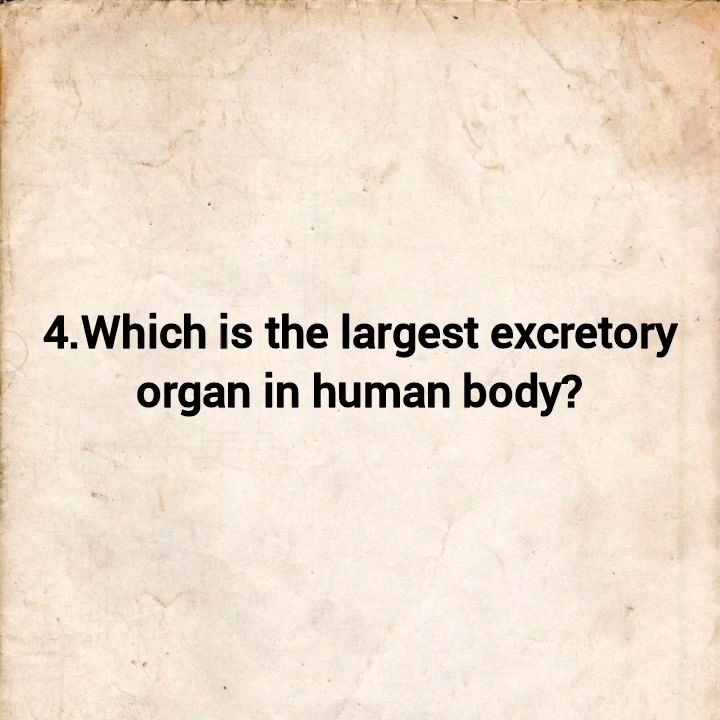 4.Which is the largest excretory
organ in human body?